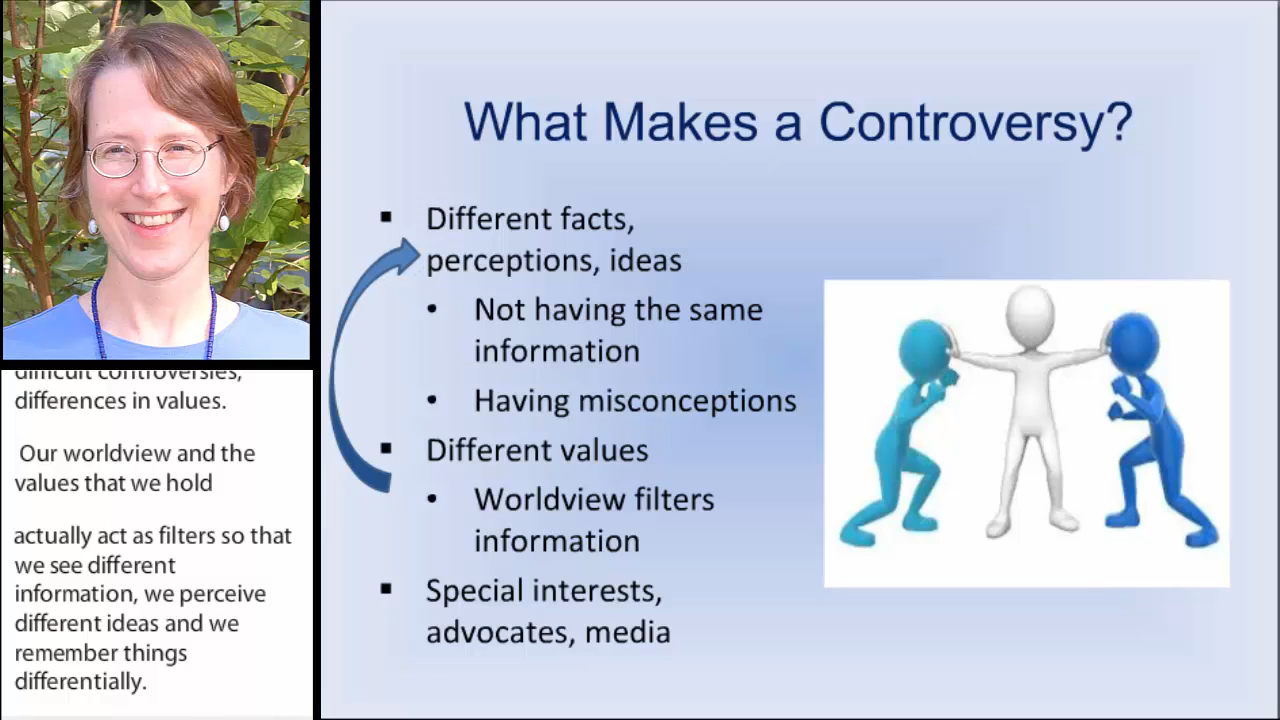 What Makes a Controversy?
▪ Different facts,
perceptions, ideas
• Not having the same
information
• Having misconceptions
▪ Different values
• Worldview filters
information
▪ Special interests,
advocates, media
difficult controversies,
differences in values.
Our worldview and the
values that we hold
actually act as filters so that
we see different
information, we perceive
different ideas and we
remember things
differentially.